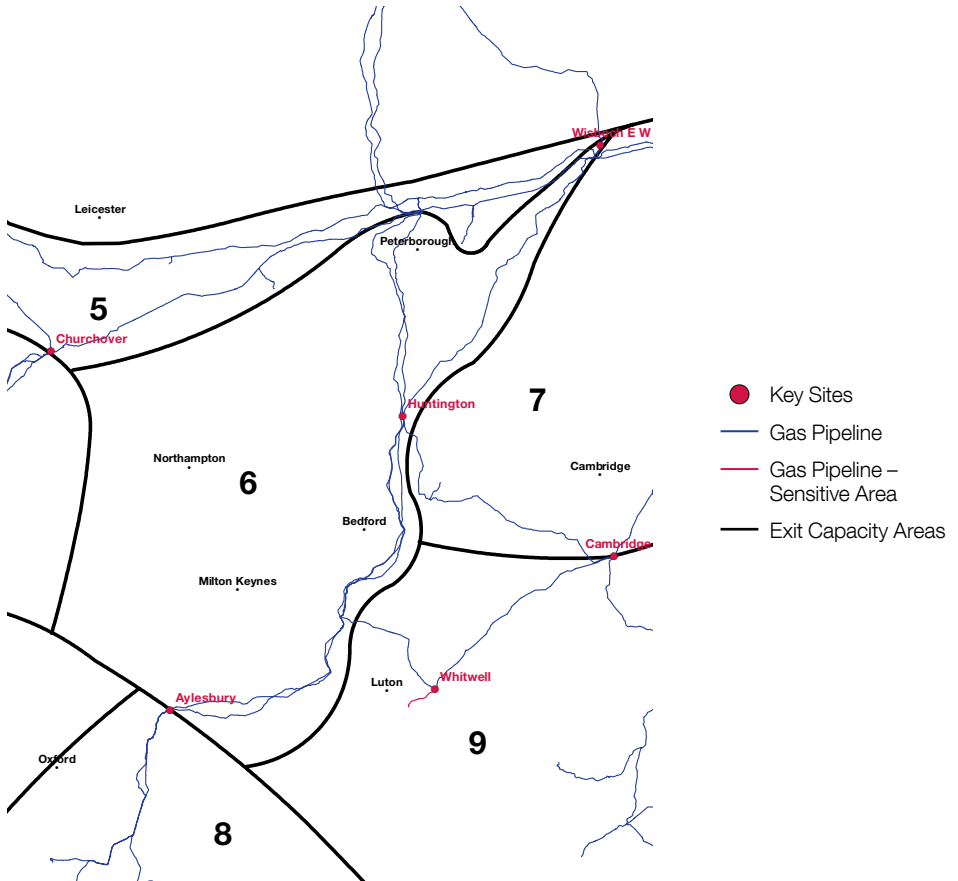 Wisbech E W
Leicester
Peterborough
5
Churchover
7
Huntington
Northampton
6
Cambridge
Bedford
Cambridge
Milton Keynes
Whitwell
Luton
Aylesbury
9
Oxford
8
Key Sites
Gas Pipeline
Gas Pipeline –
Sensitive Area
Exit Capacity Areas